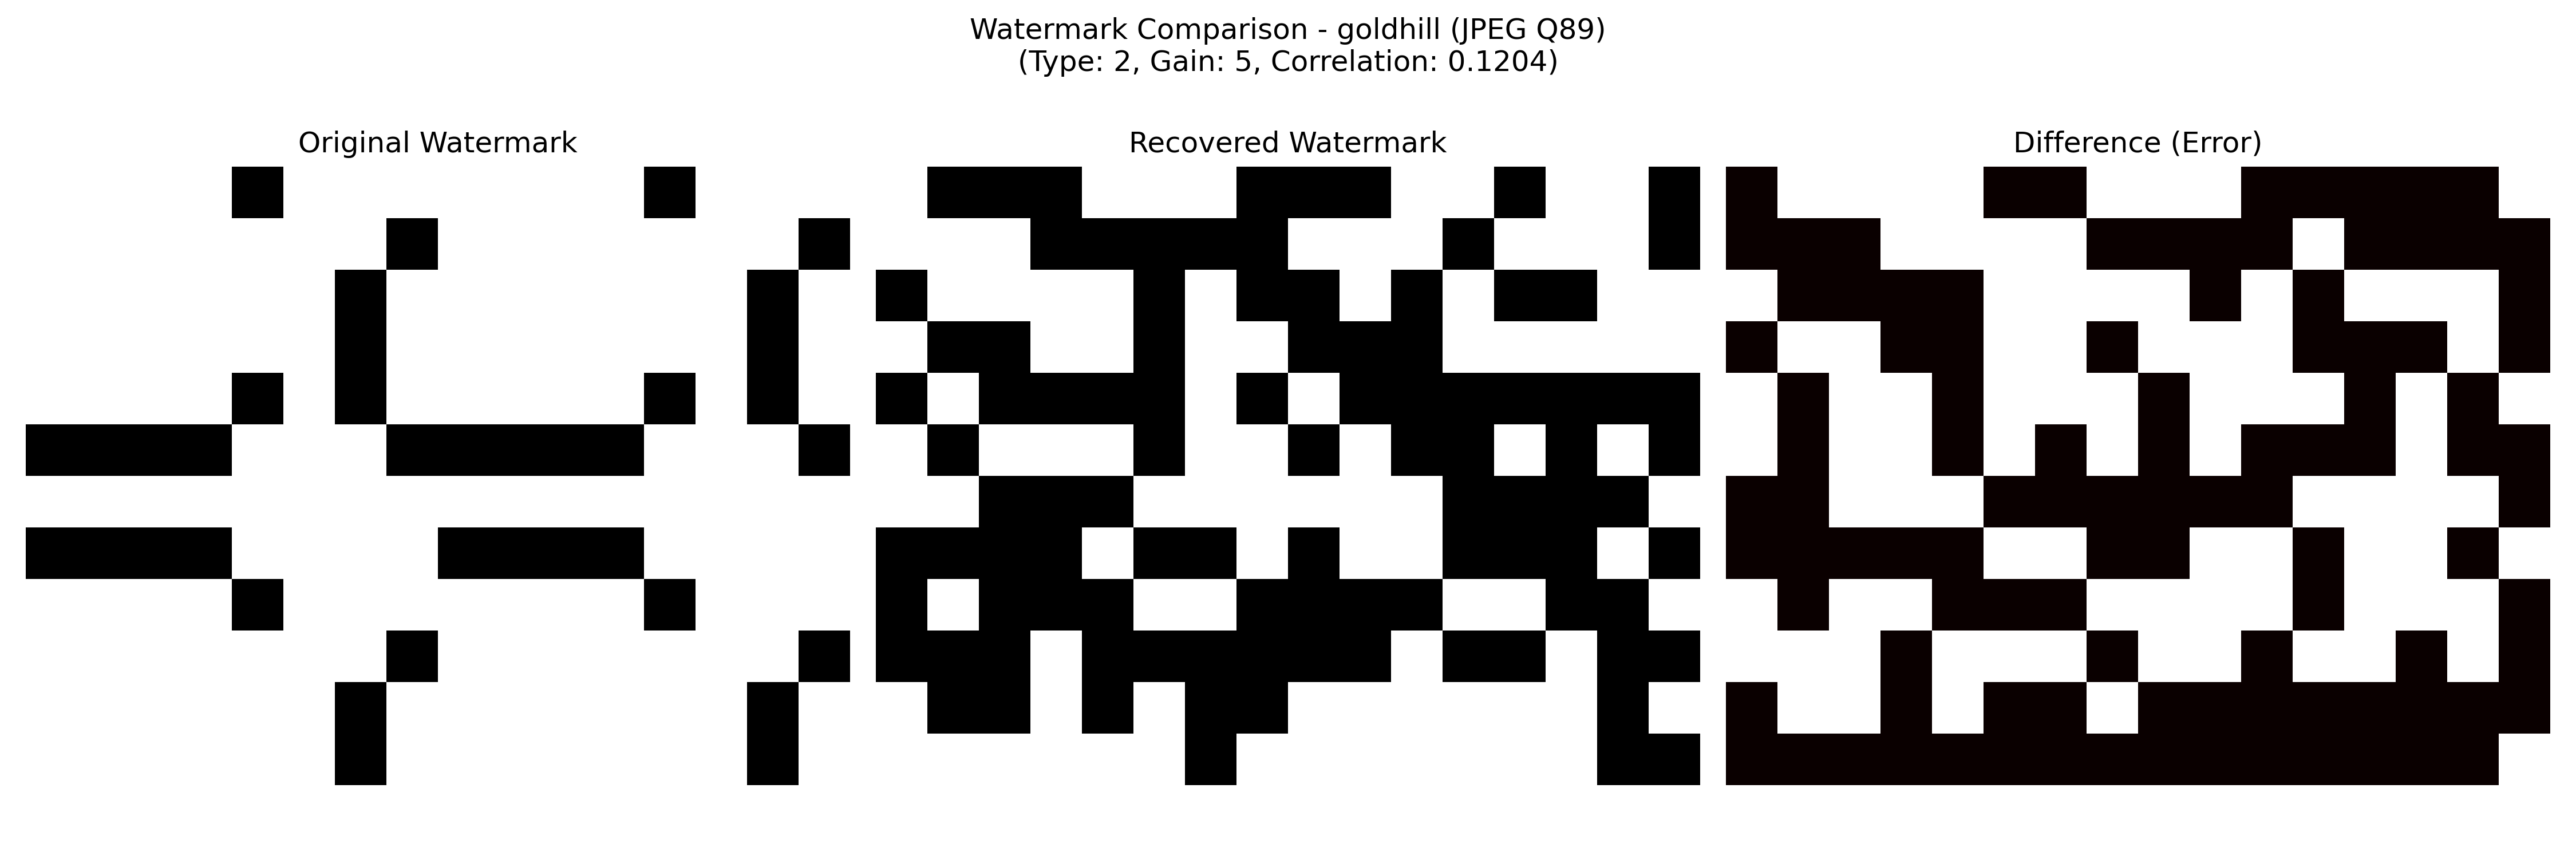 Watermark Comparison - goldhill (JPEG Q89)
(Type: 2, Gain: 5, Correlation: 0.1204)
Original Watermark
Recovered Watermark
Difference (Error)